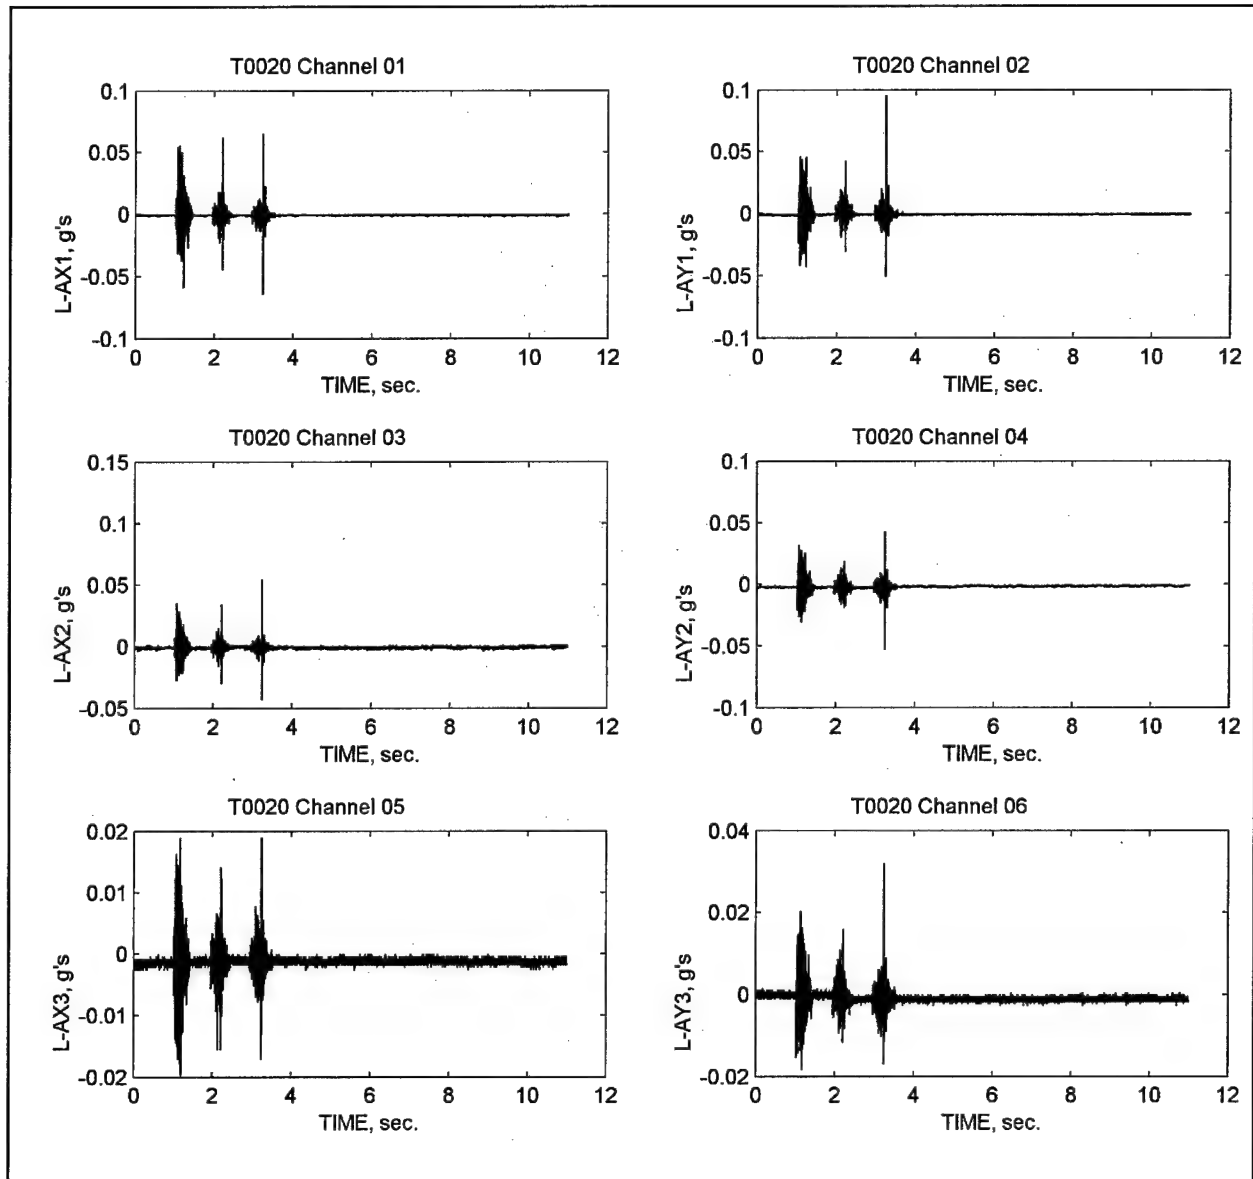 T0020 Channel 01
0.1
0.05
0
-0.05
-0.1
L-AX1, g's
0 2 4 6 8 10 12
TIME, sec.
T0020 Channel 02
0.1
0.05
0
-0.05
-0.1
L-AY1, g's
0 2 4 6 8 10 12
TIME, sec.
T0020 Channel 03
0.15
0.1
0.05
0
-0.05
L-AX2, g's
0 2 4 6 8 10 12
TIME, sec.
T0020 Channel 04
0.1
0.05
0
-0.05
-0.1
L-AY2, g's
0 2 4 6 8 10 12
TIME, sec.
T0020 Channel 05
0.02
0.01
0
-0.01
-0.02
L-AX3, g's
0 2 4 6 8 10 12
TIME, sec.
T0020 Channel 06
0.04
0.02
0
-0.02
L-AY3, g's
0 2 4 6 8 10 12
TIME, sec.